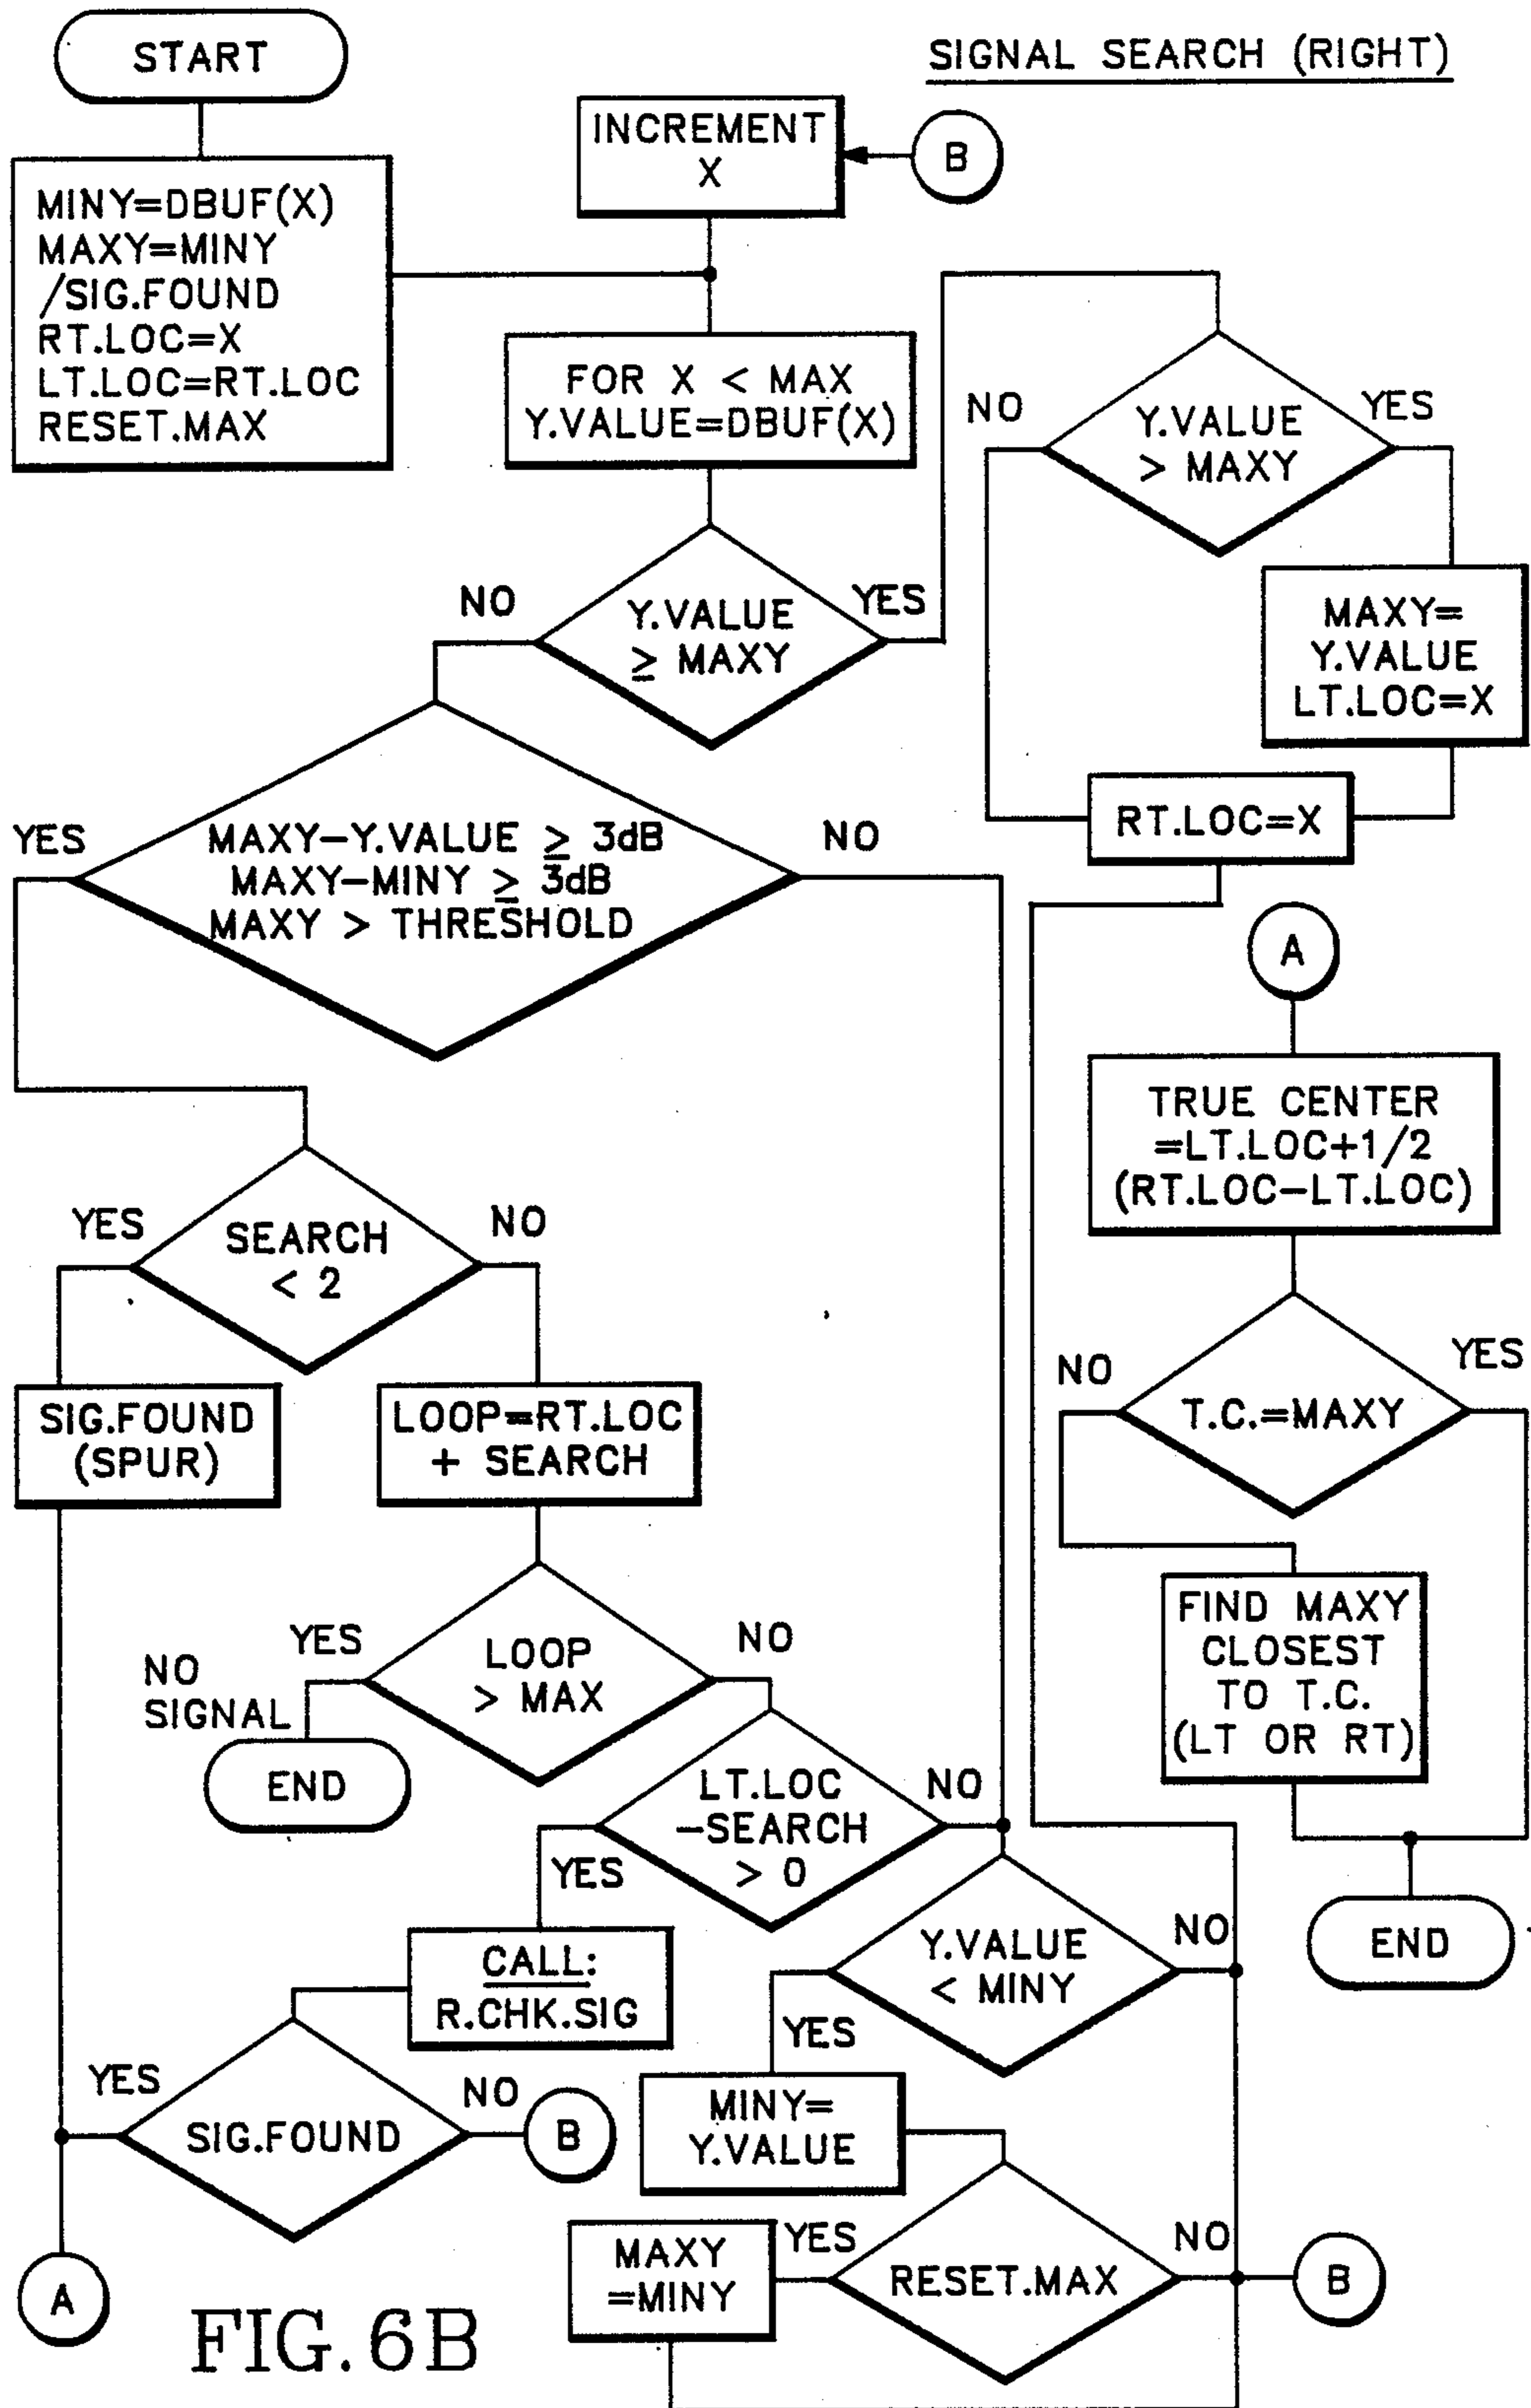 START
SIGNAL SEARCH (RIGHT)
INCREMENT
X
B
MINY=DBUF(X)
MAXY=MINY
/SIG.FOUND
RT.LOC=X
LT.LOC=RT.LOC
RESET.MAX
FOR X < MAX
Y.VALUE=DBUF(X)
NO
Y.VALUE
> MAXY
YES
NO
Y.VALUE
≥ MAXY
YES
MAXY=
Y.VALUE
LT.LOC=X
RT.LOC=X
YES
MAXY-Y.VALUE ≥ 3dB
MAXY-MINY ≥ 3dB
MAXY > THRESHOLD
NO
A
TRUE CENTER
=LT.LOC+1/2
(RT.LOC-LT.LOC)
YES
SEARCH
< 2
NO
NO
T.C.=MAXY
YES
SIG.FOUND
(SPUR)
LOOP=RT.LOC
+ SEARCH
FIND MAXY
CLOSEST
TO T.C.
(LT OR RT)
YES
LOOP
> MAX
NO
NO
SIGNAL
END
LT.LOC
-SEARCH
> 0
NO
YES
END
CALL:
R.CHK.SIG
Y.VALUE
< MINY
NO
YES
YES
SIG.FOUND
NO
B
MINY=
Y.VALUE
MAXY
=MINY
YES
RESET.MAX
NO
B
A
FIG. 6B